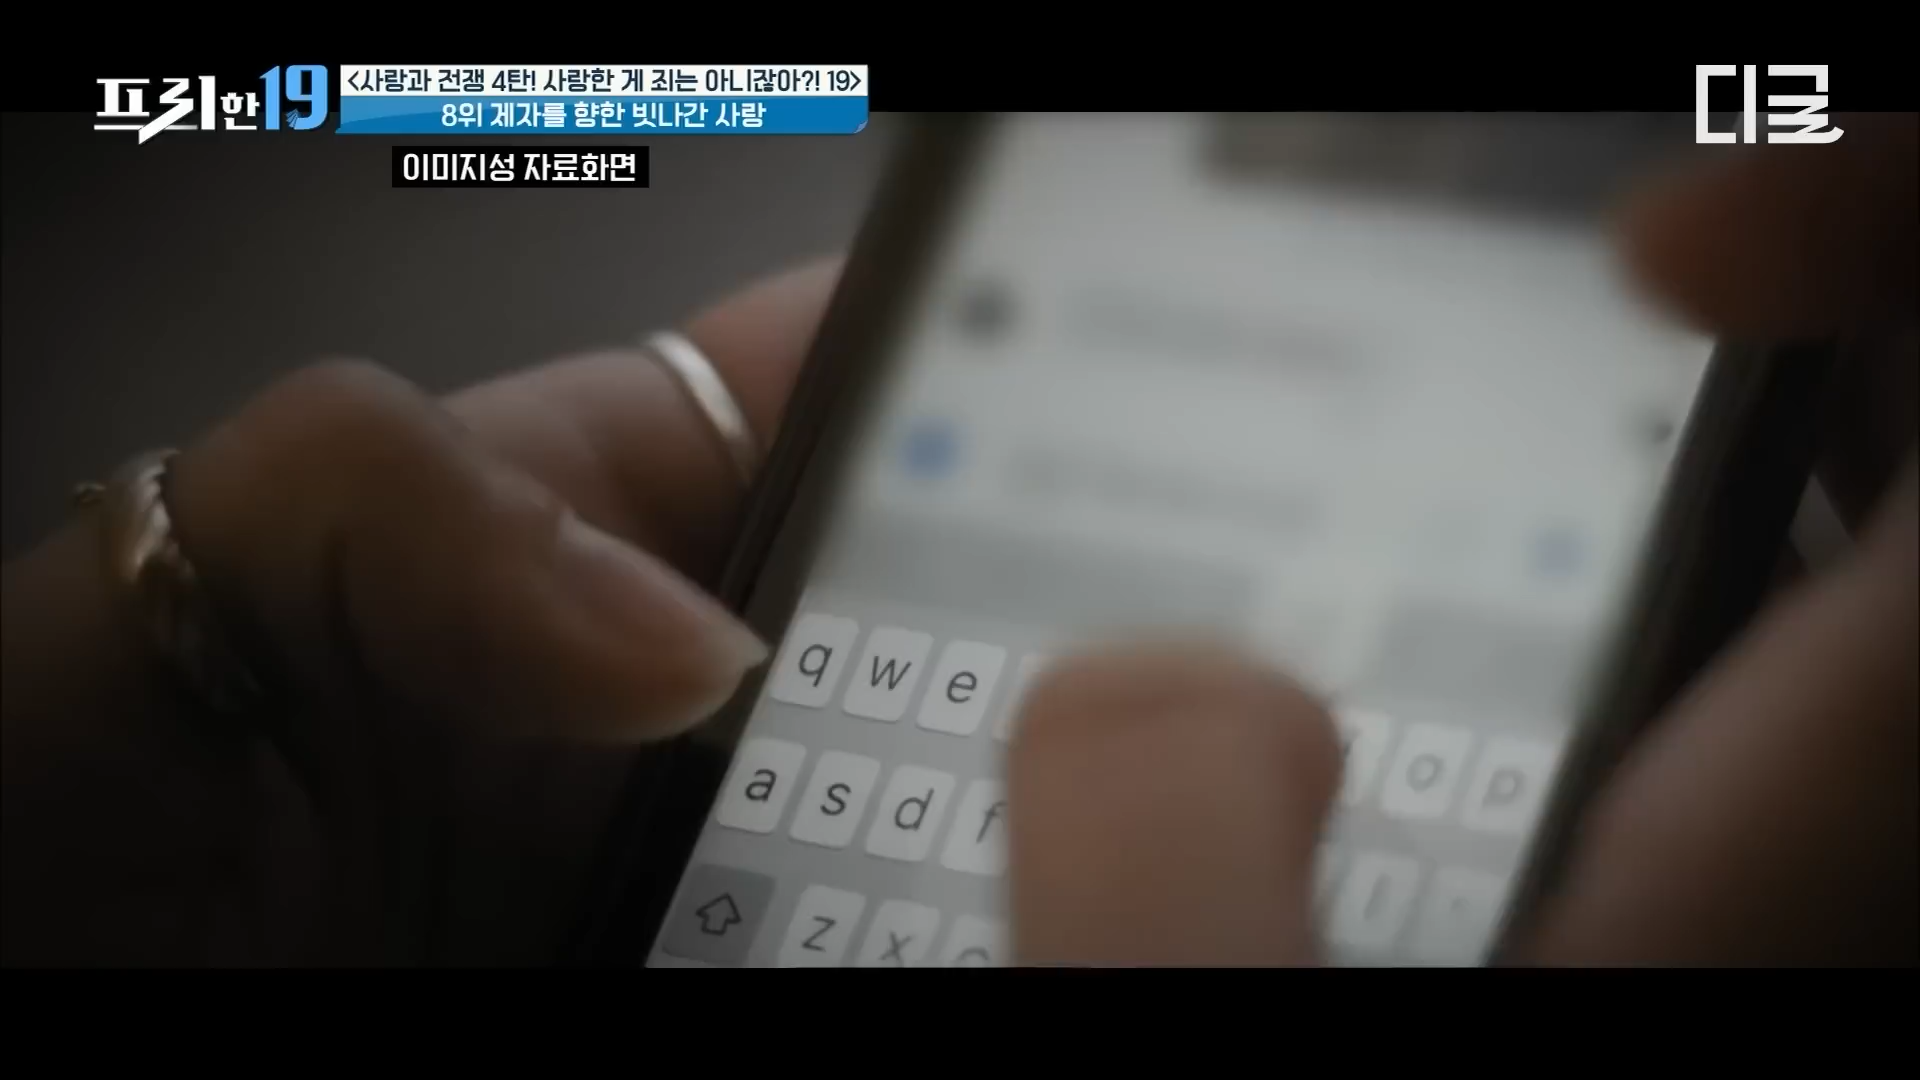 프리한19
<사랑과 전쟁 4탄! 사랑한 게 죄는 아니잖아?! 19>
8위 제자를 향한 빗나간 사랑
이미지성 자료화면
디글
q w e o p
a s d f
z x